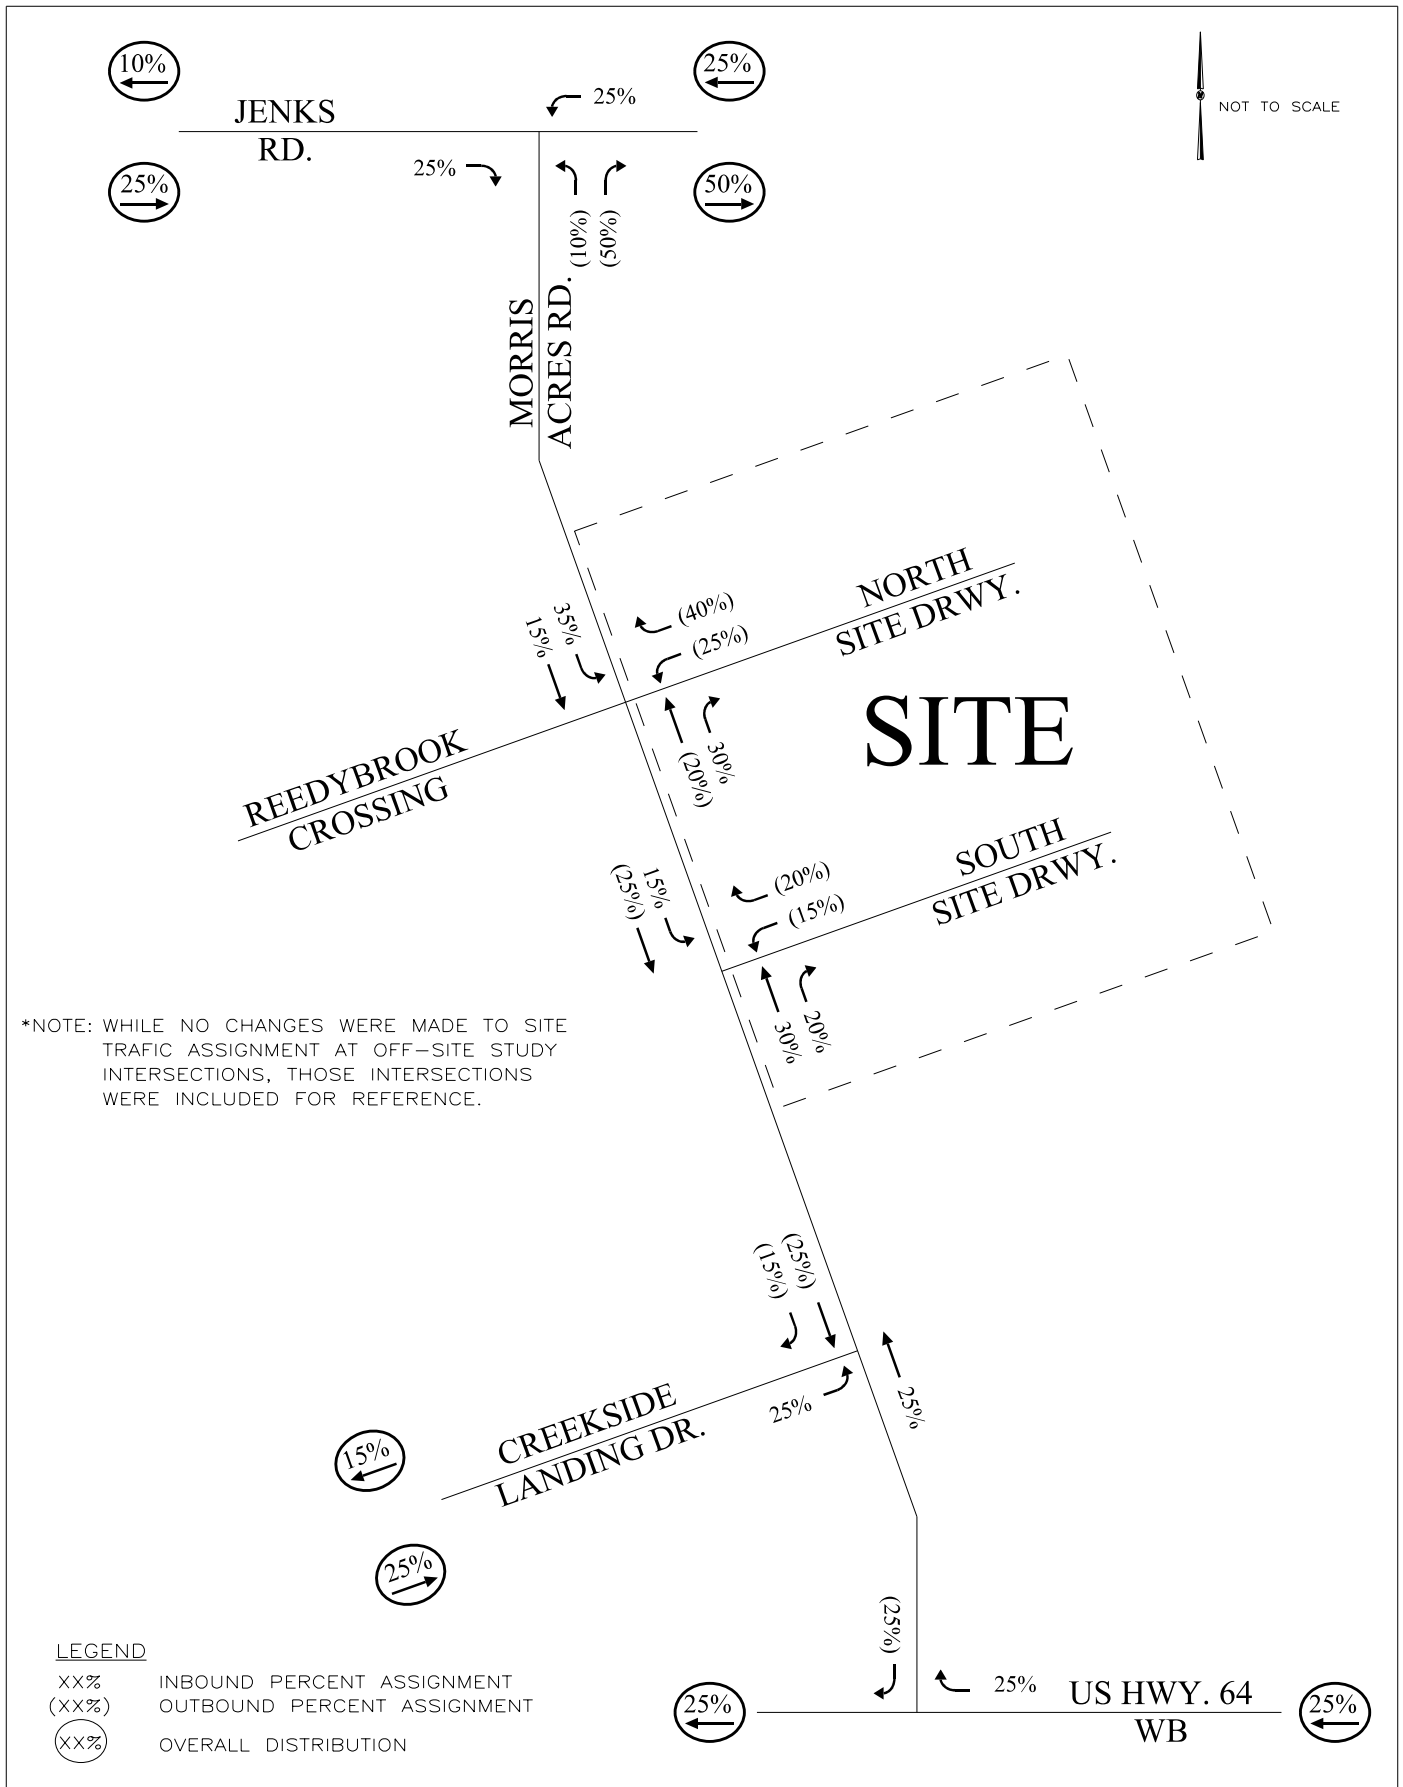 10%
25%
JENKS
RD.
25%
NOT TO SCALE
25%
25%
50%
(10%)
(50%)
MORRIS
ACRES RD.
NORTH
SITE DRWY.
35%
15%
(40%)
(25%)
SITE
REEDYBROOK
CROSSING
30%
(20%)
SOUTH
SITE DRWY.
15%
(25%)
(20%)
(15%)
20%
30%
*NOTE: WHILE NO CHANGES WERE MADE TO SITE
TRAFIC ASSIGNMENT AT OFF-SITE STUDY
INTERSECTIONS, THOSE INTERSECTIONS
WERE INCLUDED FOR REFERENCE.
(25%)
(15%)
25%
25%
CREEKSIDE
LANDING DR.
15%
25%
(25%)
25%
US HWY. 64
WB
25%
25%
LEGEND
XX% INBOUND PERCENT ASSIGNMENT
(XX%) OUTBOUND PERCENT ASSIGNMENT
XX% OVERALL DISTRIBUTION